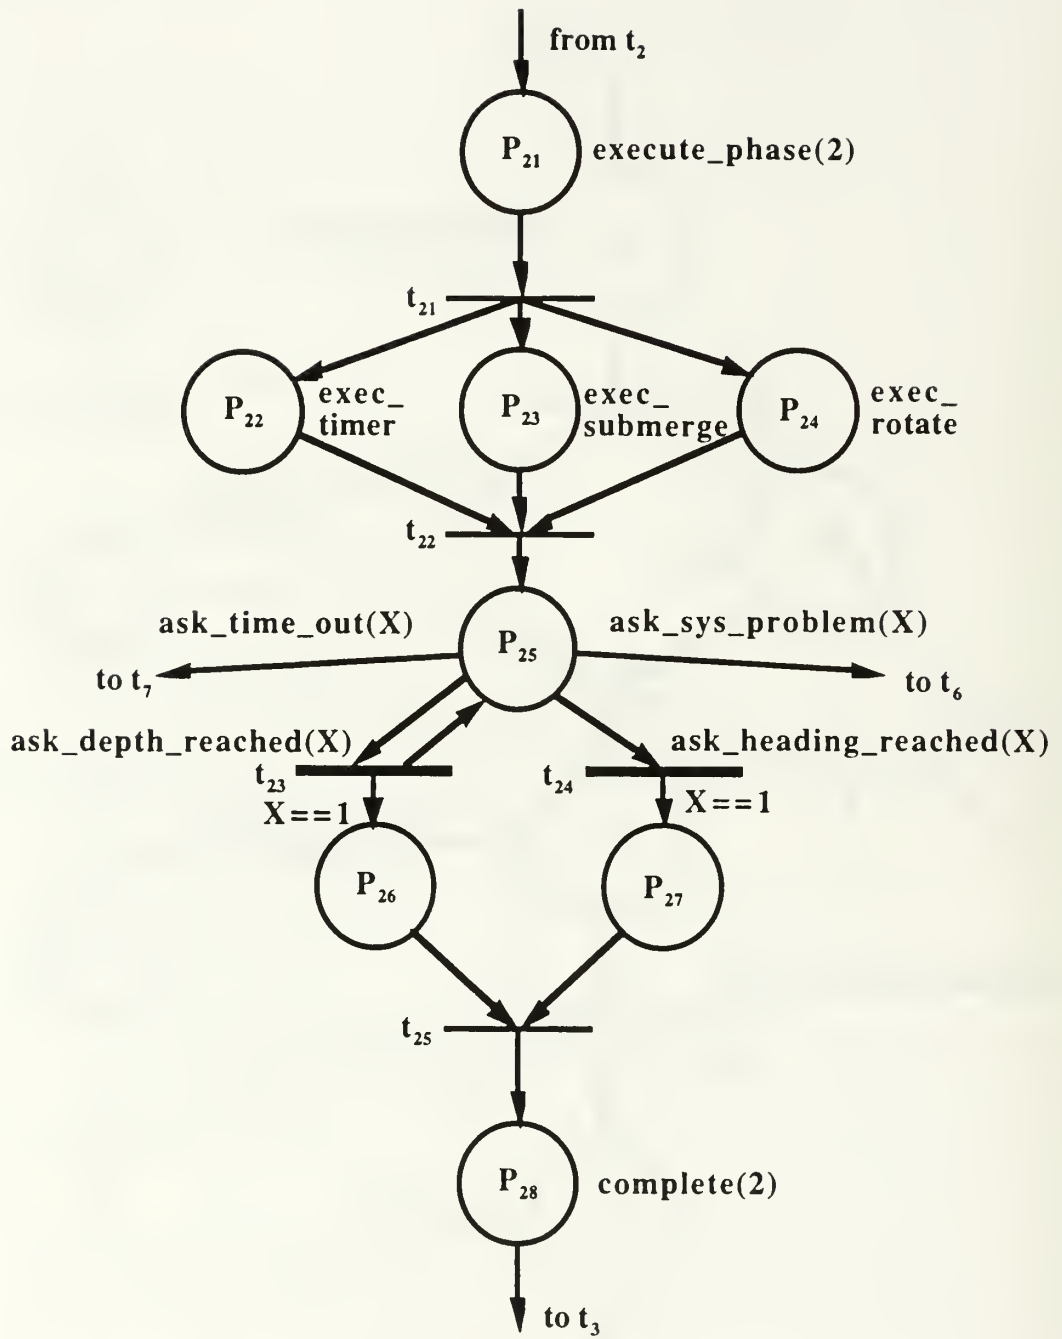 from t₂
P₂₁ execute_phase(2)
t₂₁
P₂₂ exec_
timer
P₂₃ exec_
submerge
P₂₄ exec_
rotate
t₂₂
ask_time_out(X) P₂₅ ask_sys_problem(X)
to t₇ to t₆
ask_depth_reached(X) ask_heading_reached(X)
t₂₃ t₂₄
X==1 X==1
P₂₆ P₂₇
t₂₅
P₂₈ complete(2)
to t₃